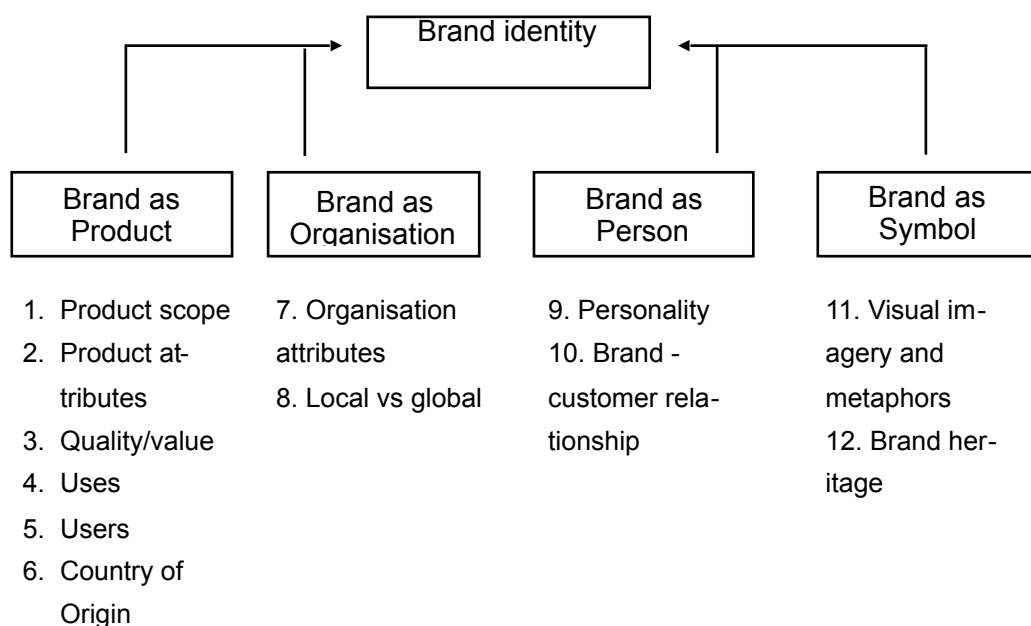 Brand identity
Brand as
Product
Brand as
Organisation
Brand as
Person
Brand as
Symbol
1. Product scope
2. Product at-
tributes
3. Quality/value
4. Uses
5. Users
6. Country of
Origin
7. Organisation
attributes
8. Local vs global
9. Personality
10. Brand -
customer rela-
tionship
11. Visual im-
agery and
metaphors
12. Brand her-
itage